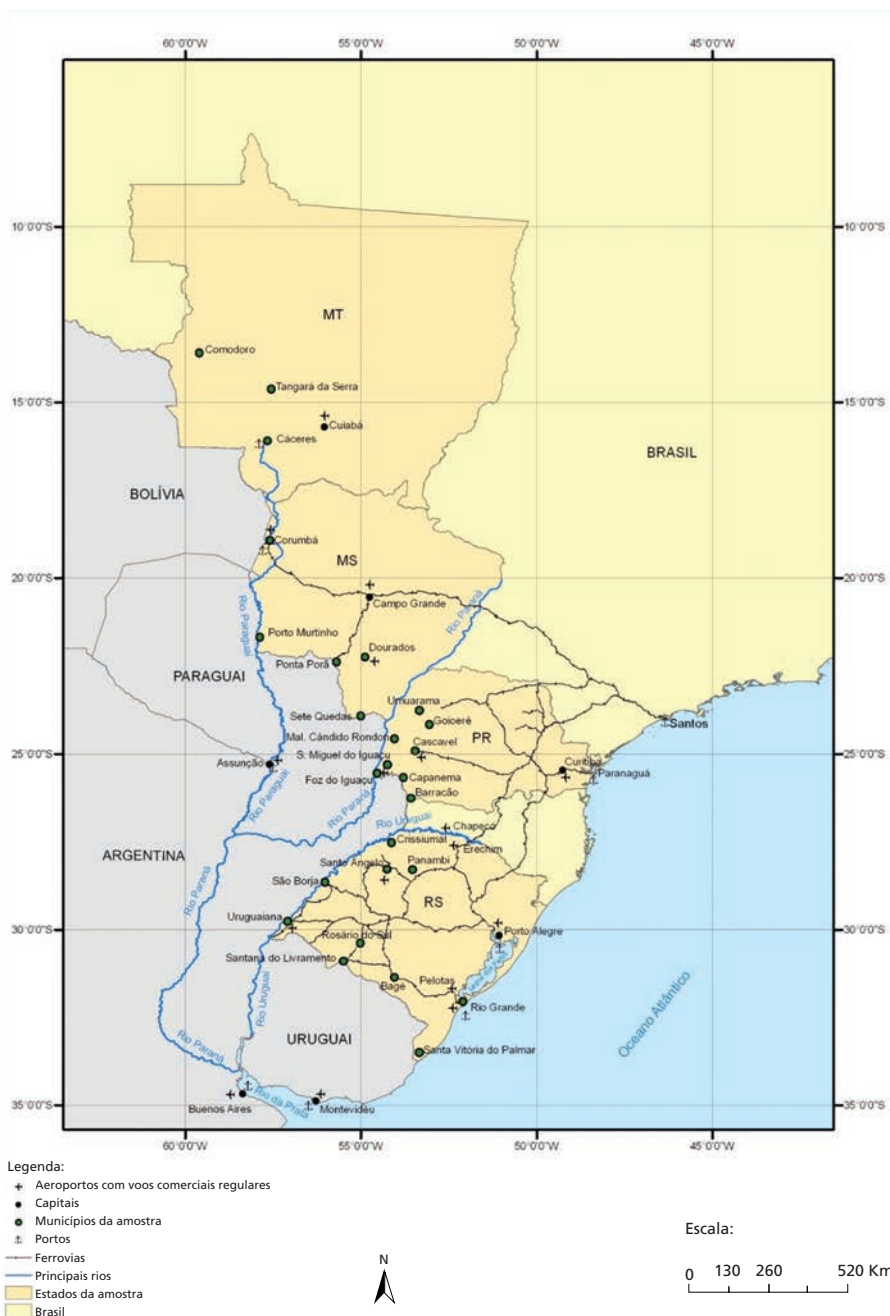 60°0'0"W 55°0'0"W 50°0'0"W 45°0'0"W
10°0'0"S 10°0'0"S
MT
Comodoro
Tangará da Serra
15°0'0"S 15°0'0"S
Cuiabá
Cáceres
BRASIL
BOLÍVIA
Corumbá
MS
20°0'0"S 20°0'0"S
Campo Grande
Rio Paraguai
Rio Paraná
Porto Murtinho
Dourados
Ponta Porã
PARAGUAI
Umuarama
Sete Quedas
Goioerê
Santos
Mal. Cândido Rondon
PR
Cascavel
S. Miguel do Iguaçu
25°0'0"S 25°0'0"S
Assunção
Curitiba
Foz do Iguaçu
Capanema
Paranaguá
Rio Paraguai
Barracão
Rio Paraná
Rio Uruguai
Chapecó
ARGENTINA
Crissiumal
Erechim
Santo Ângelo
Panambi
São Borja
Rio Paraná
RS
Uruguaiana
30°0'0"S 30°0'0"S
Porto Alegre
Rosário do Sul
Santana do Livramento
Bagé
Pelotas
Rio Uruguai
Rio Grande
Oceano Atlântico
URUGUAI
Rio Paraná
Santa Vitória do Palmar
Rio da Prata
35°0'0"S 35°0'0"S
Buenos Aires
Montevidéu
60°0'0"W 55°0'0"W 50°0'0"W 45°0'0"W
Legenda:
Aeroportos com voos comerciais regulares
Capitais
Municípios da amostra
Portos
Ferrovias
Principais rios
Estados da amostra
Brasil
N
Escala:
0 130 260 520 Km